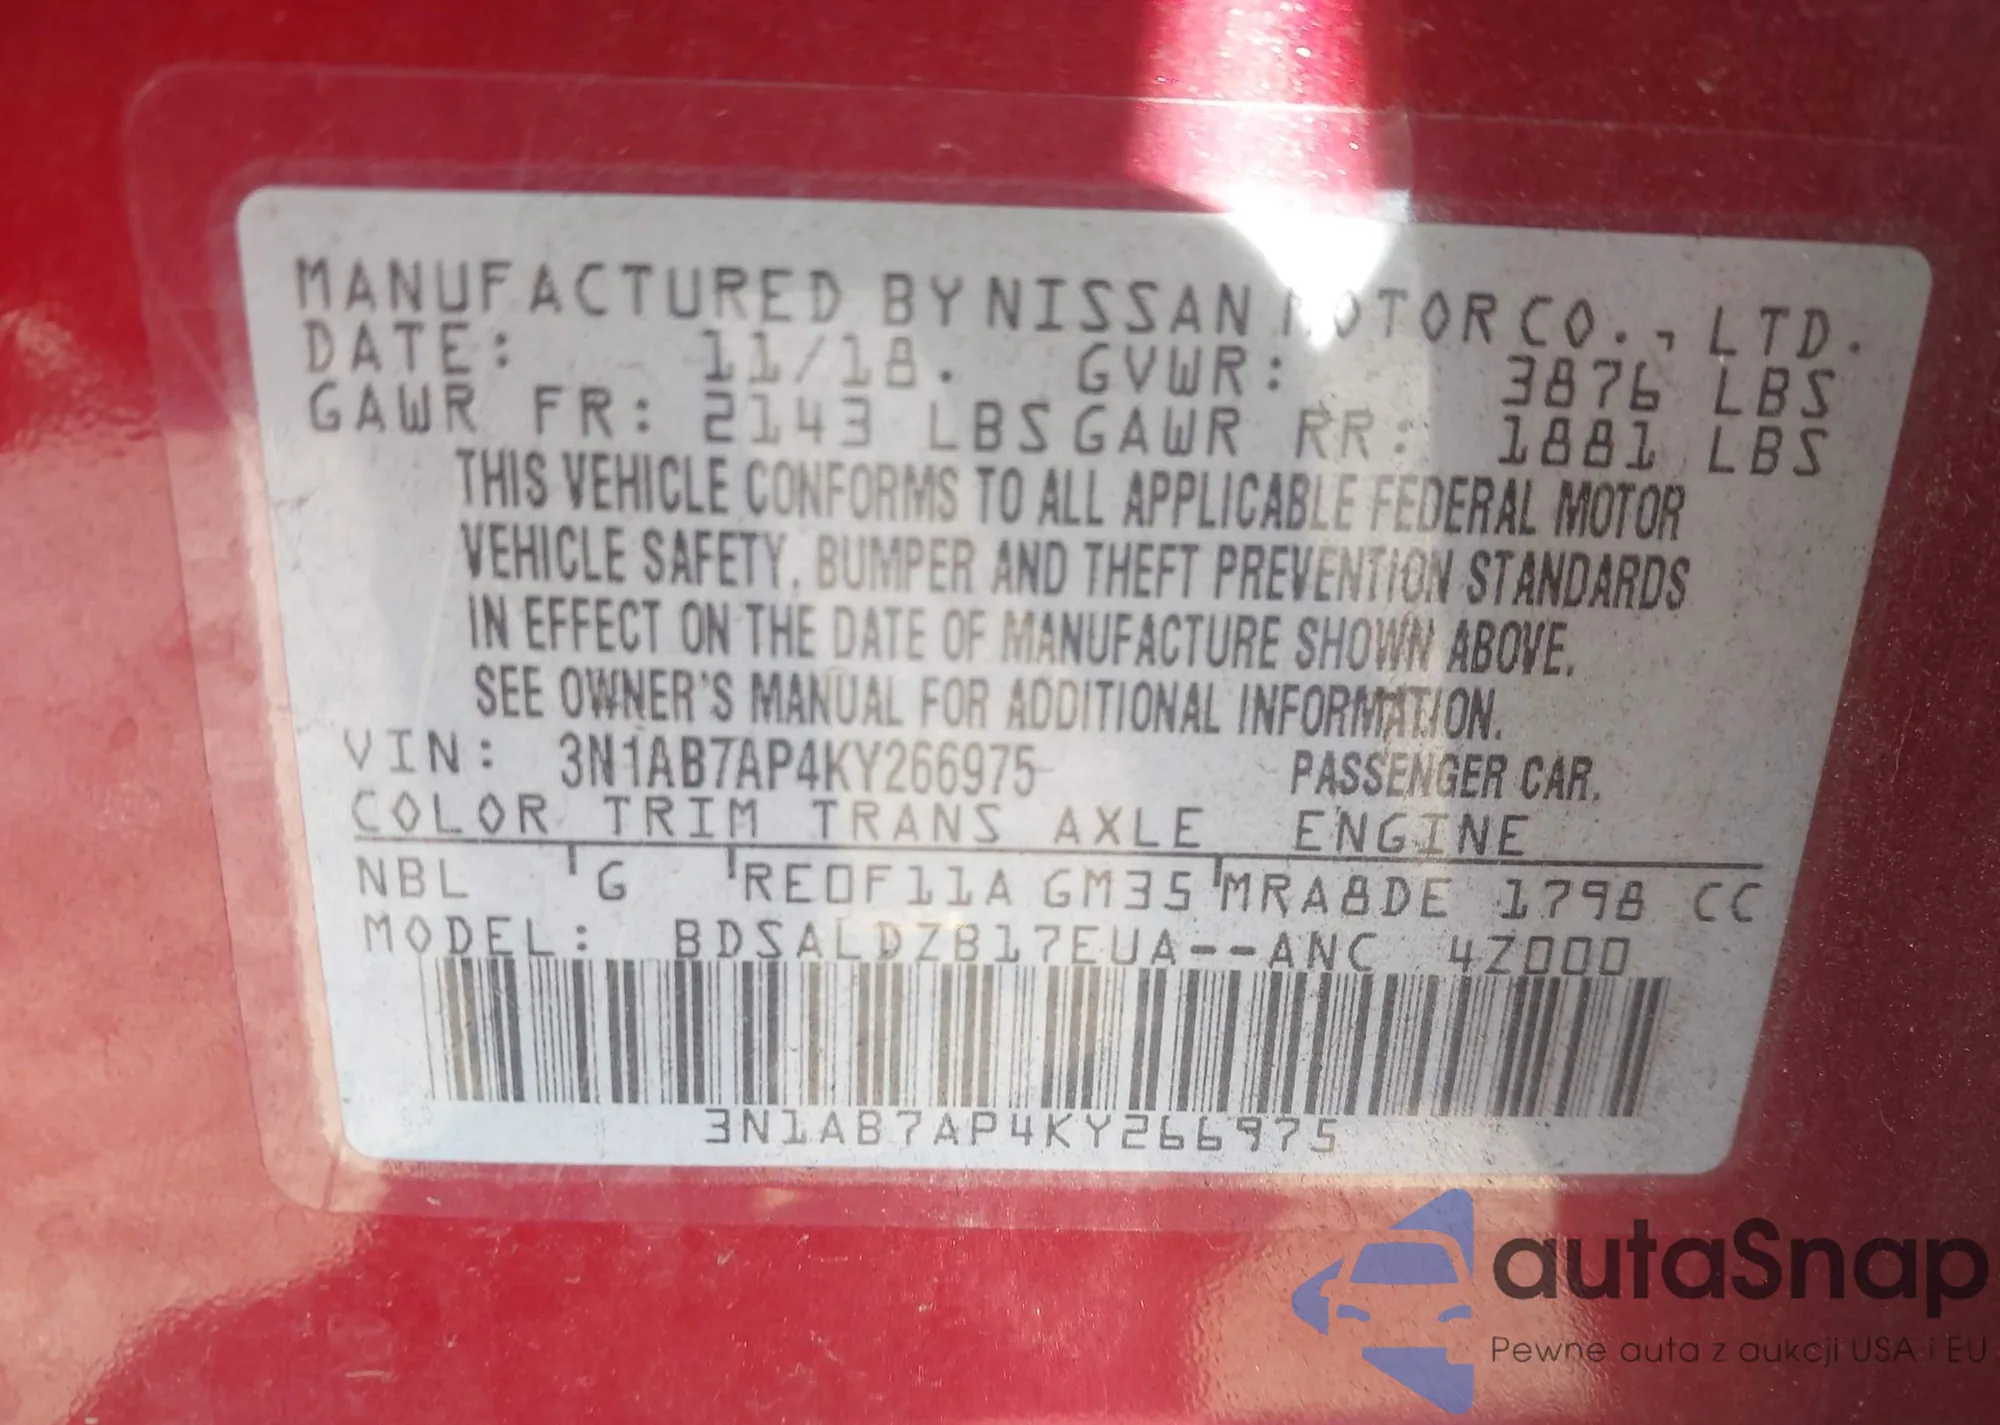 MANUFACTURED BY NISSAN MOTOR CO., LTD.
DATE: 11/18. GVWR: 3876 LBS
GAWR FR: 2143 LBS GAWR RR: 1881 LBS
THIS VEHICLE CONFORMS TO ALL APPLICABLE FEDERAL MOTOR
VEHICLE SAFETY, BUMPER AND THEFT PREVENTION STANDARDS
IN EFFECT ON THE DATE OF MANUFACTURE SHOWN ABOVE.
SEE OWNER'S MANUAL FOR ADDITIONAL INFORMATION.
VIN: 3N1AB7AP4KY266975 PASSENGER CAR.
COLOR TRIM TRANS AXLE ENGINE
NBL G RE0F11A GM35 MRA8DE 1798 CC
MODEL: BDSALDZB17EUA--ANC 4Z000
3N1AB7AP4KY266975
autaSnap
Pewne auta z aukcji USA i EU